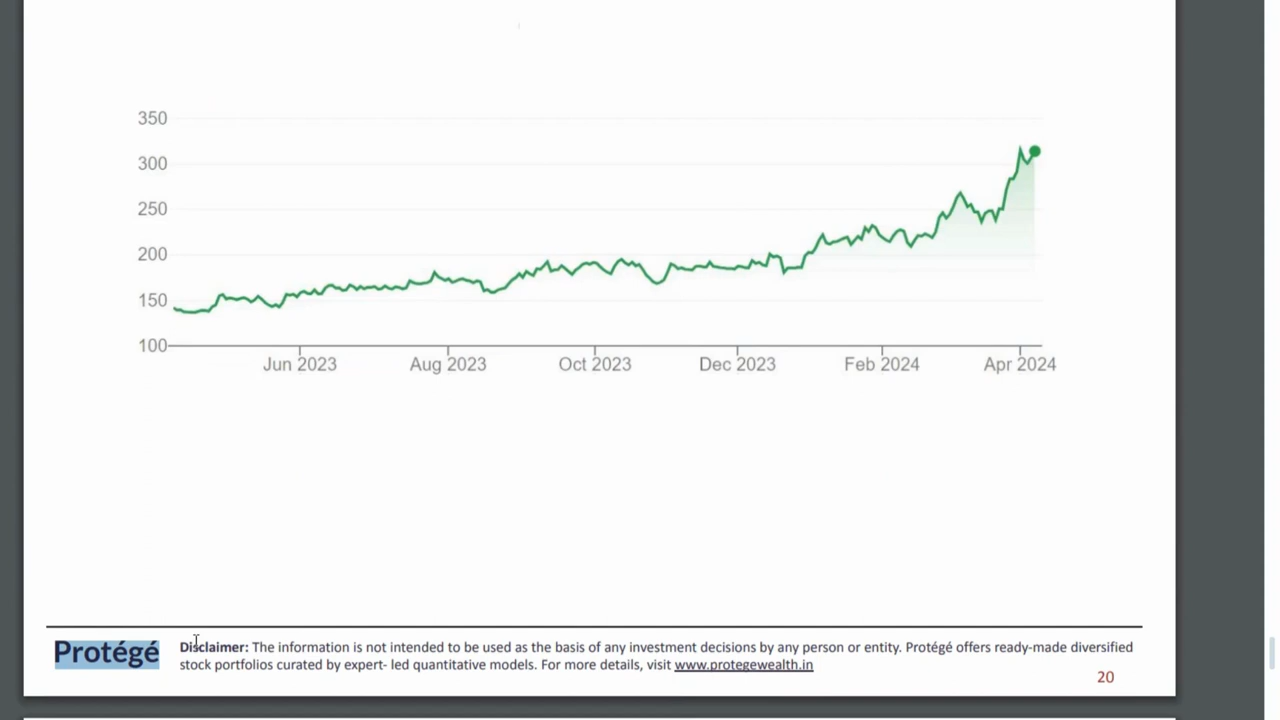 350
300
250
200
150
100
Jun 2023 Aug 2023 Oct 2023 Dec 2023 Feb 2024 Apr 2024
Protégé
Disclaimer: The information is not intended to be used as the basis of any investment decisions by any person or entity. Protégé offers ready-made diversified
stock portfolios curated by expert- led quantitative models. For more details, visit www.protegewealth.in
20